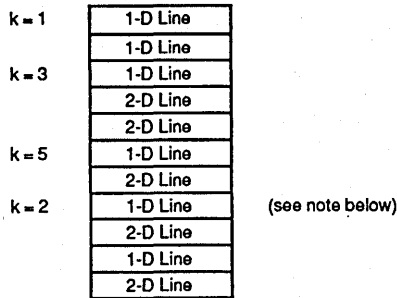 k = 1 1-D Line
1-D Line
k = 3 1-D Line
2-D Line
2-D Line
k = 5 1-D Line
2-D Line
k = 2 1-D Line (see note below)
2-D Line
1-D Line
2-D Line